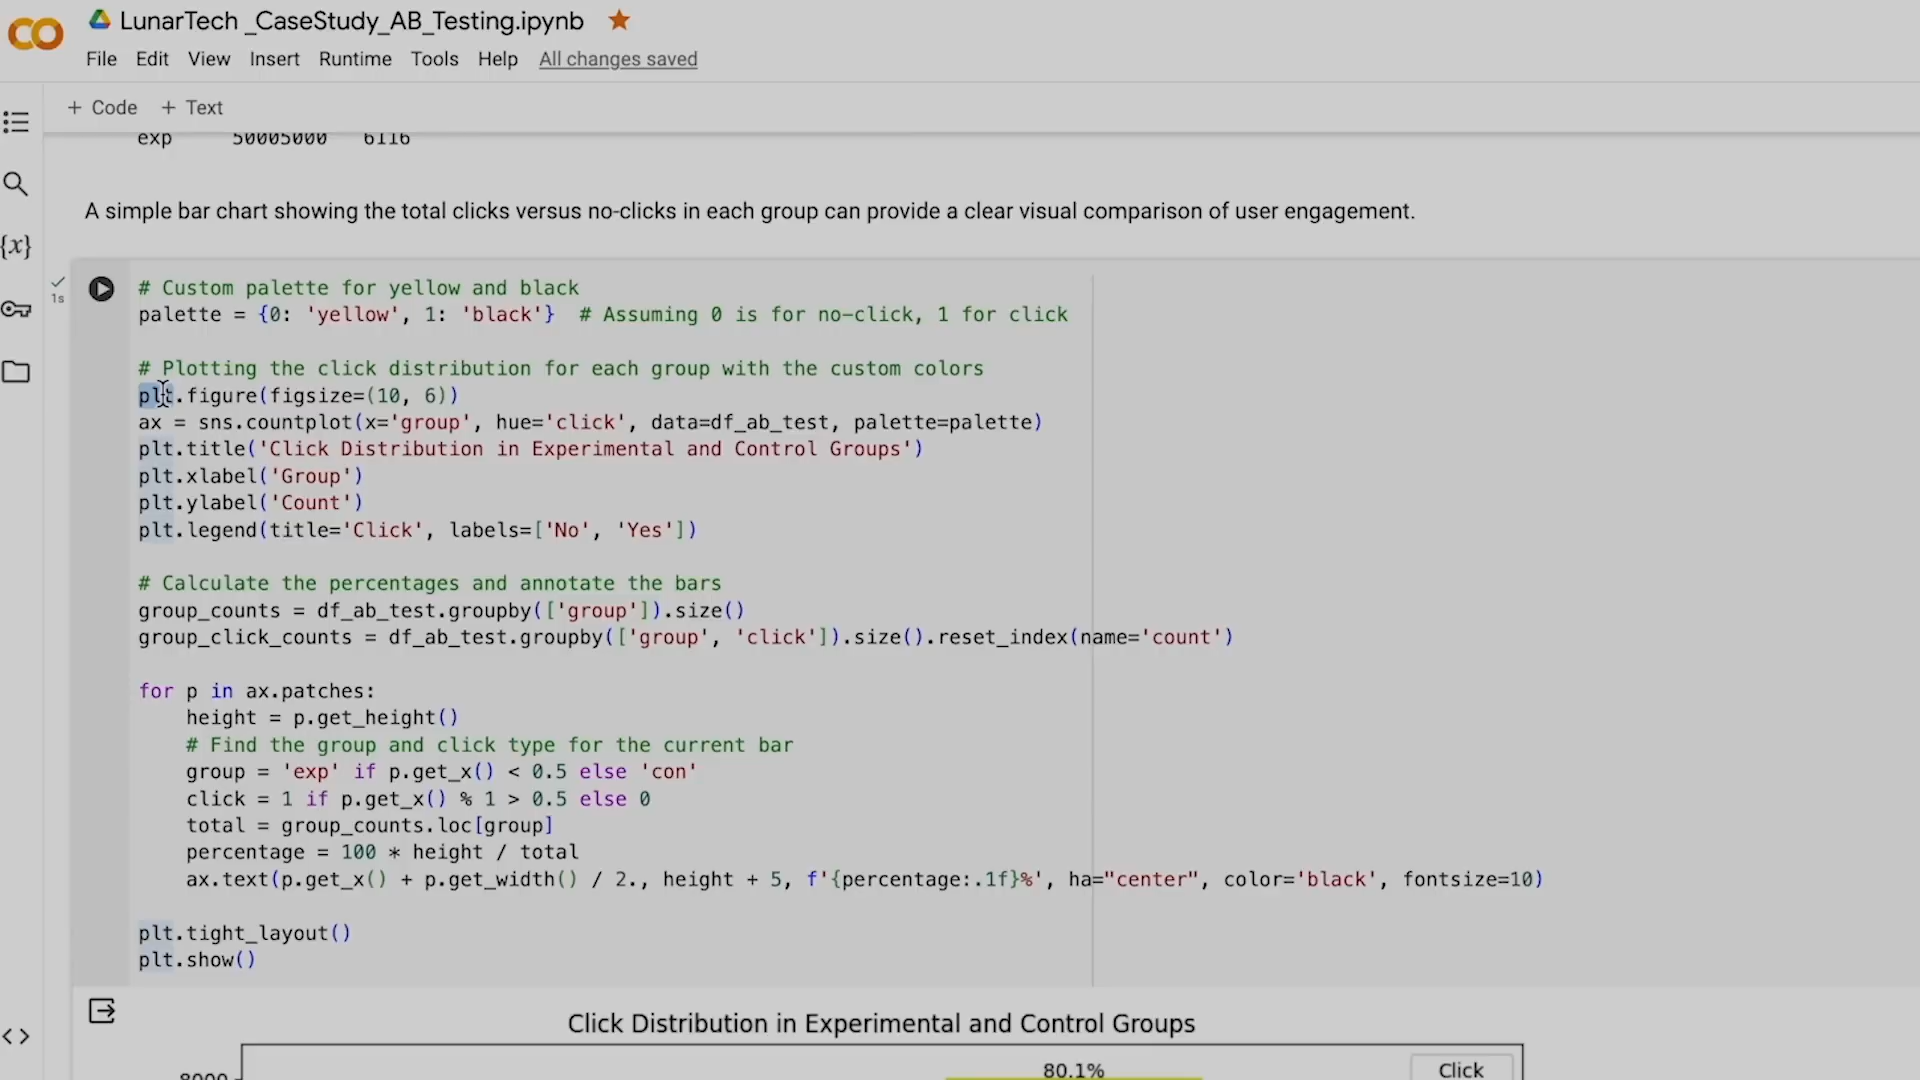 LunarTech _CaseStudy_AB_Testing.ipynb
File Edit View Insert Runtime Tools Help All changes saved
+ Code + Text
exp 50005000 6116
A simple bar chart showing the total clicks versus no-clicks in each group can provide a clear visual comparison of user engagement.
1s
# Custom palette for yellow and black
palette = {0: 'yellow', 1: 'black'}  # Assuming 0 is for no-click, 1 for click
# Plotting the click distribution for each group with the custom colors
plt.figure(figsize=(10, 6))
ax = sns.countplot(x='group', hue='click', data=df_ab_test, palette=palette)
plt.title('Click Distribution in Experimental and Control Groups')
plt.xlabel('Group')
plt.ylabel('Count')
plt.legend(title='Click', labels=['No', 'Yes'])
# Calculate the percentages and annotate the bars
group_counts = df_ab_test.groupby(['group']).size()
group_click_counts = df_ab_test.groupby(['group', 'click']).size().reset_index(name='count')
for p in ax.patches:
    height = p.get_height()
    # Find the group and click type for the current bar
    group = 'exp' if p.get_x() < 0.5 else 'con'
    click = 1 if p.get_x() % 1 > 0.5 else 0
    total = group_counts.loc[group]
    percentage = 100 * height / total
    ax.text(p.get_x() + p.get_width() / 2., height + 5, f'{percentage:.1f}%', ha="center", color='black', fontsize=10)
plt.tight_layout()
plt.show()
Click Distribution in Experimental and Control Groups
8000
80.1%
Click